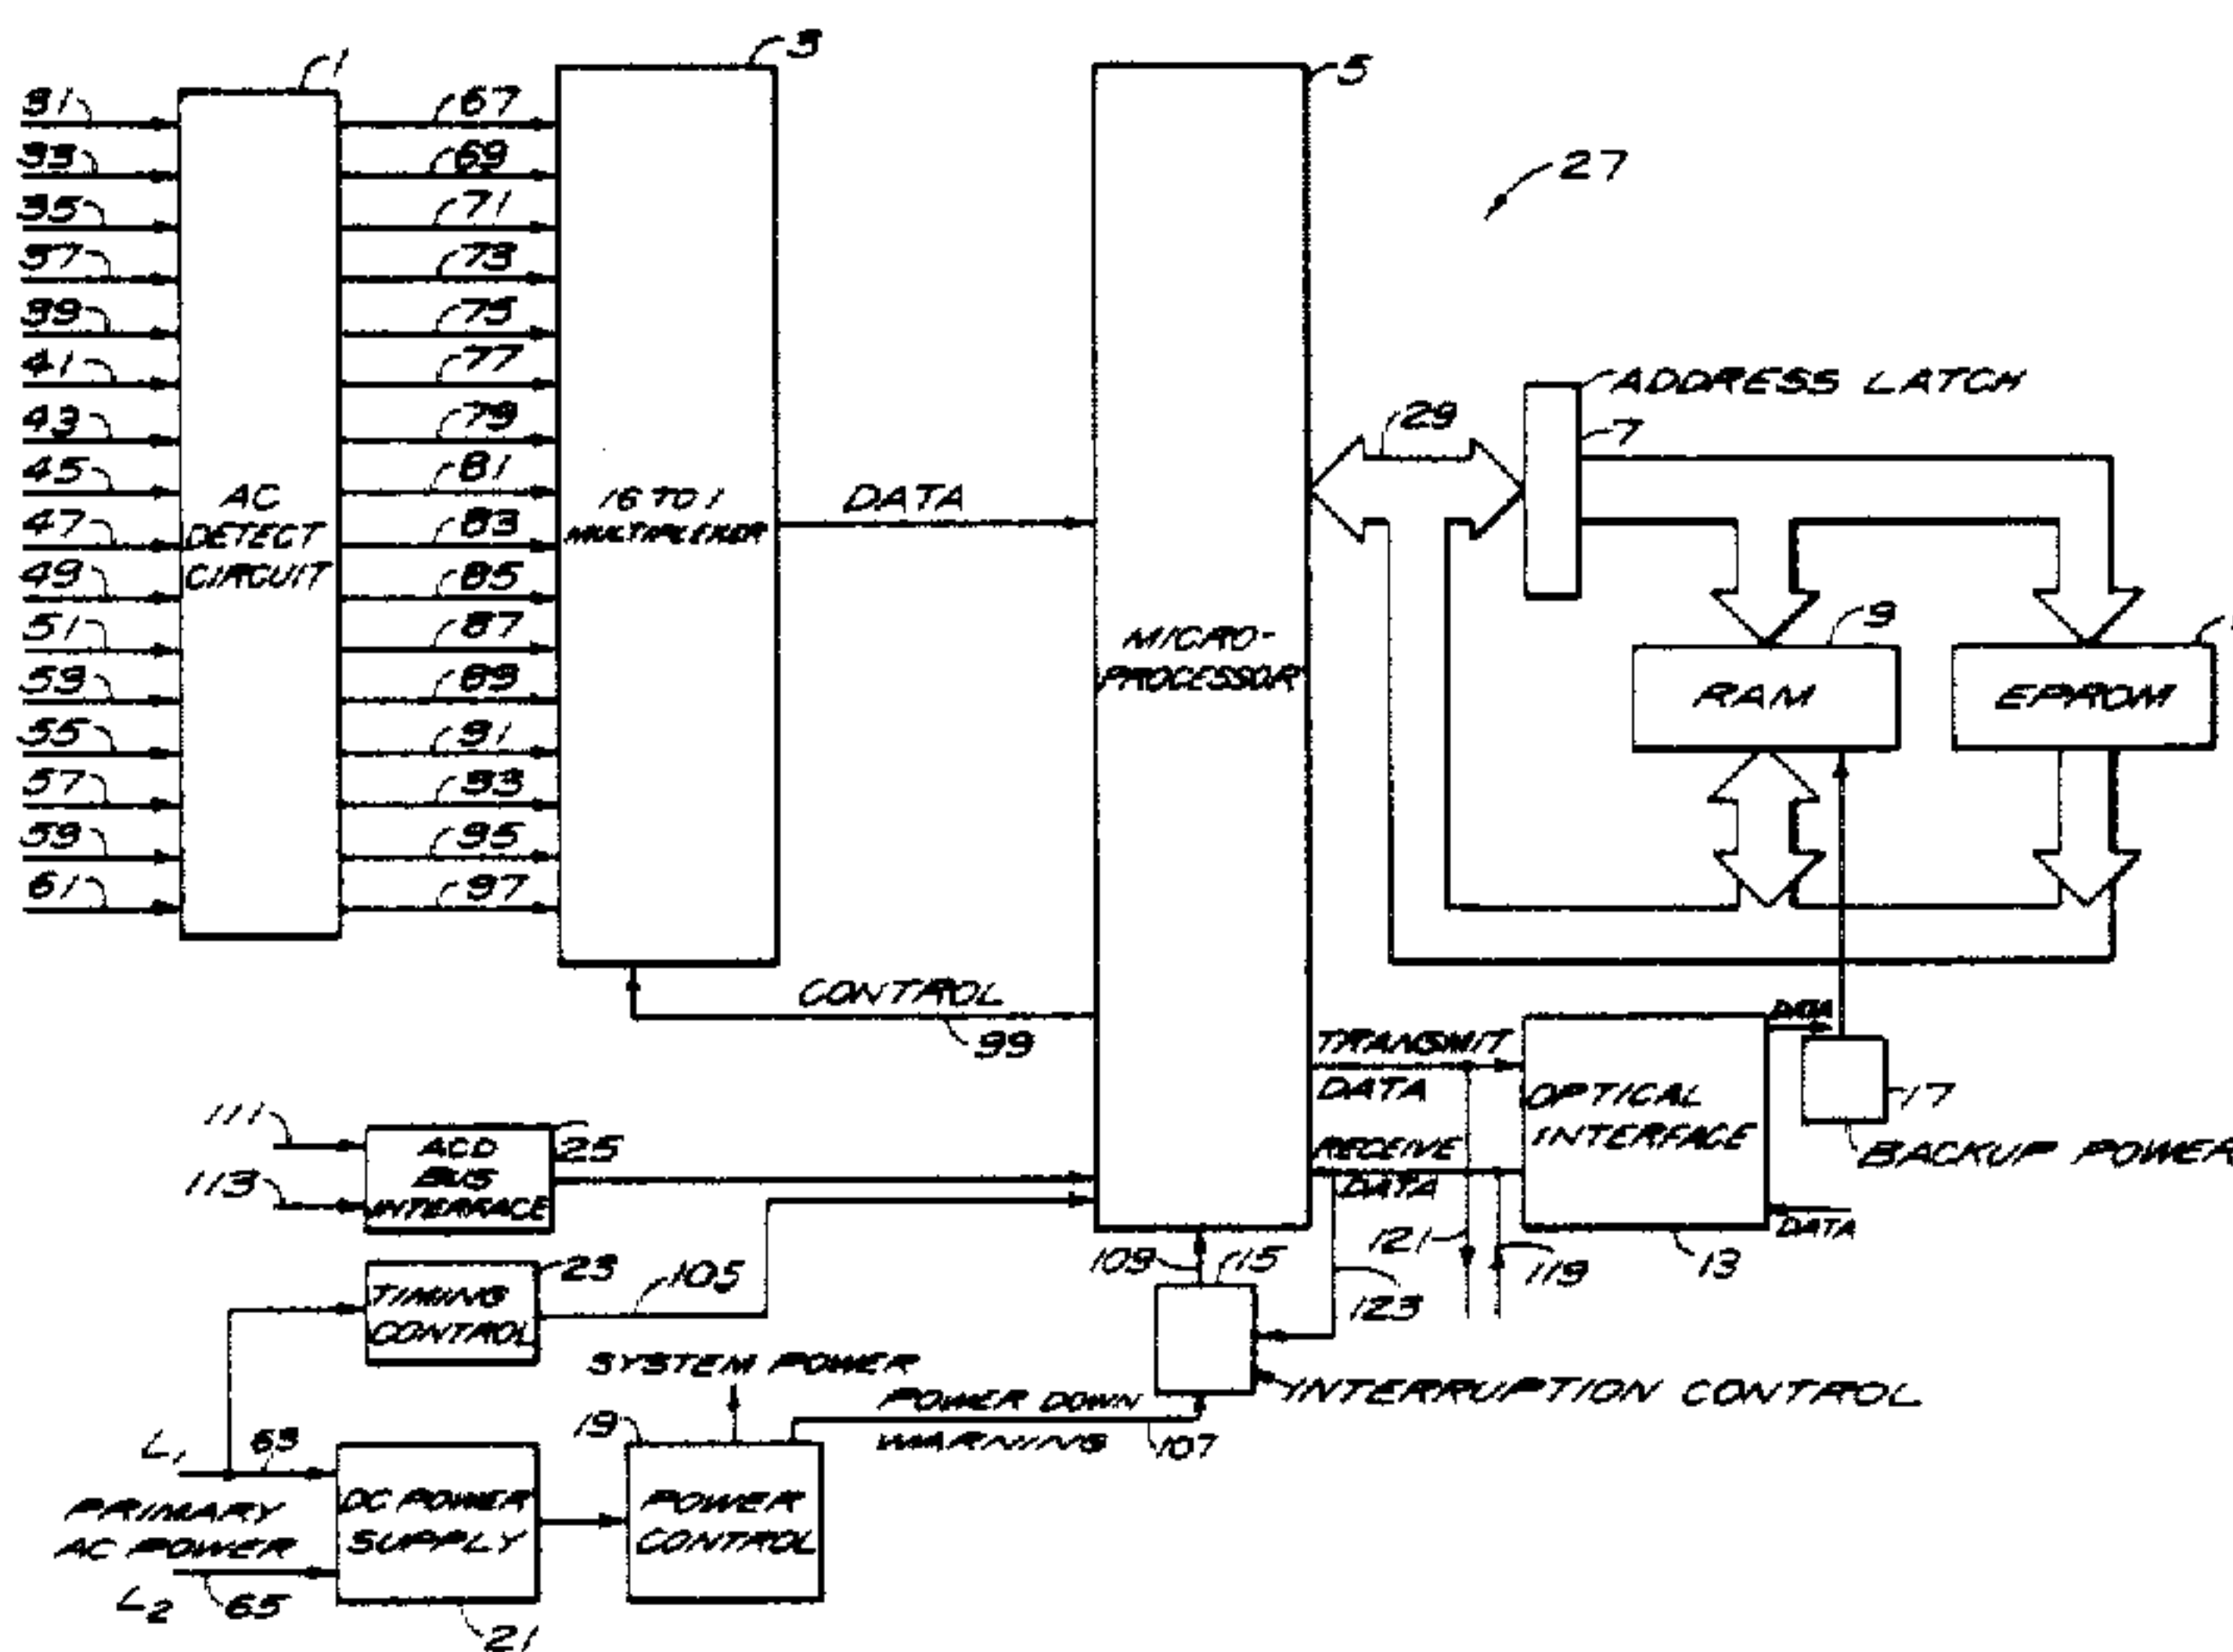 1
3
5
31
67
33
69
35
71
37
73
39
75
41
77
43
79
45
81
47
83
49
85
51
87
53
89
55
91
57
93
59
95
61
97
AC
DETECT
CIRCUIT
16 TO 1
MULTIPLEXER
DATA
MICRO-
PROCESSOR
27
29
ADDRESS LATCH
7
9
RAM
EPROM
CONTROL
99
TRANSMIT
DATA
RECEIVE
DATA
OPTICAL
INTERFACE
DATA
17
BACKUP POWER
DATA
13
111
113
ACD
BUS
INTERFACE
25
121
119
109
115
123
TIMING
CONTROL
23
105
SYSTEM POWER
POWER DOWN
WARNING
107
INTERRUPTION CONTROL
19
L1
63
PRIMARY
AC POWER
L2
65
DC POWER
SUPPLY
21
POWER
CONTROL